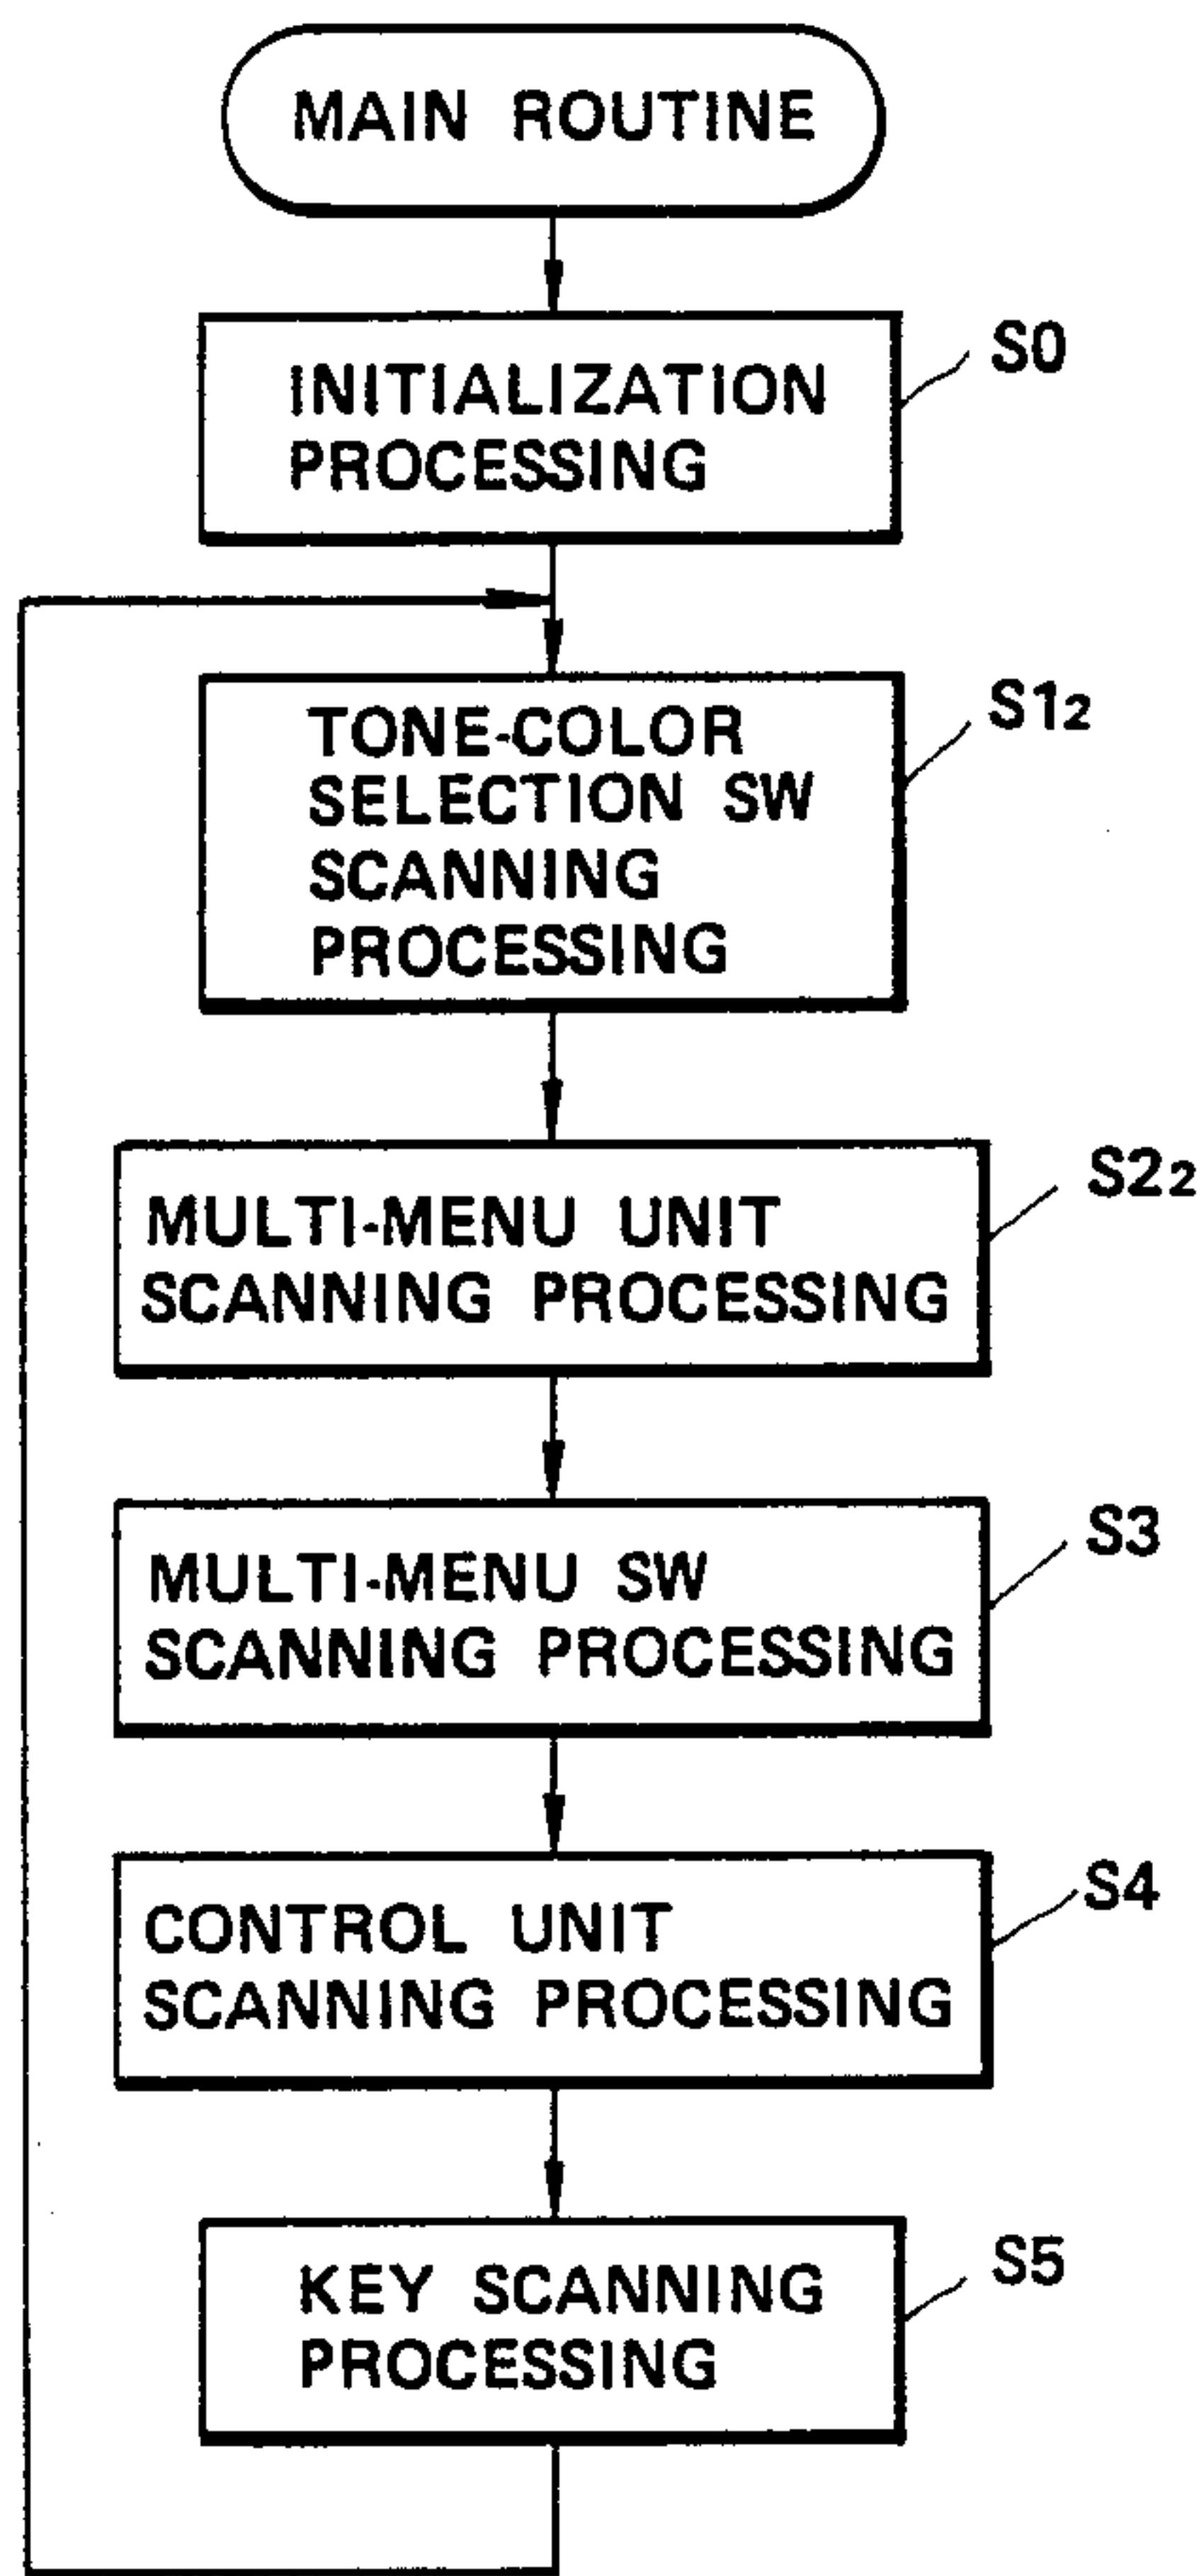 MAIN ROUTINE
INITIALIZATION
PROCESSING
S0
TONE-COLOR
SELECTION SW
SCANNING
PROCESSING
S1₂
MULTI-MENU UNIT
SCANNING PROCESSING
S2₂
MULTI-MENU SW
SCANNING PROCESSING
S3
CONTROL UNIT
SCANNING PROCESSING
S4
KEY SCANNING
PROCESSING
S5